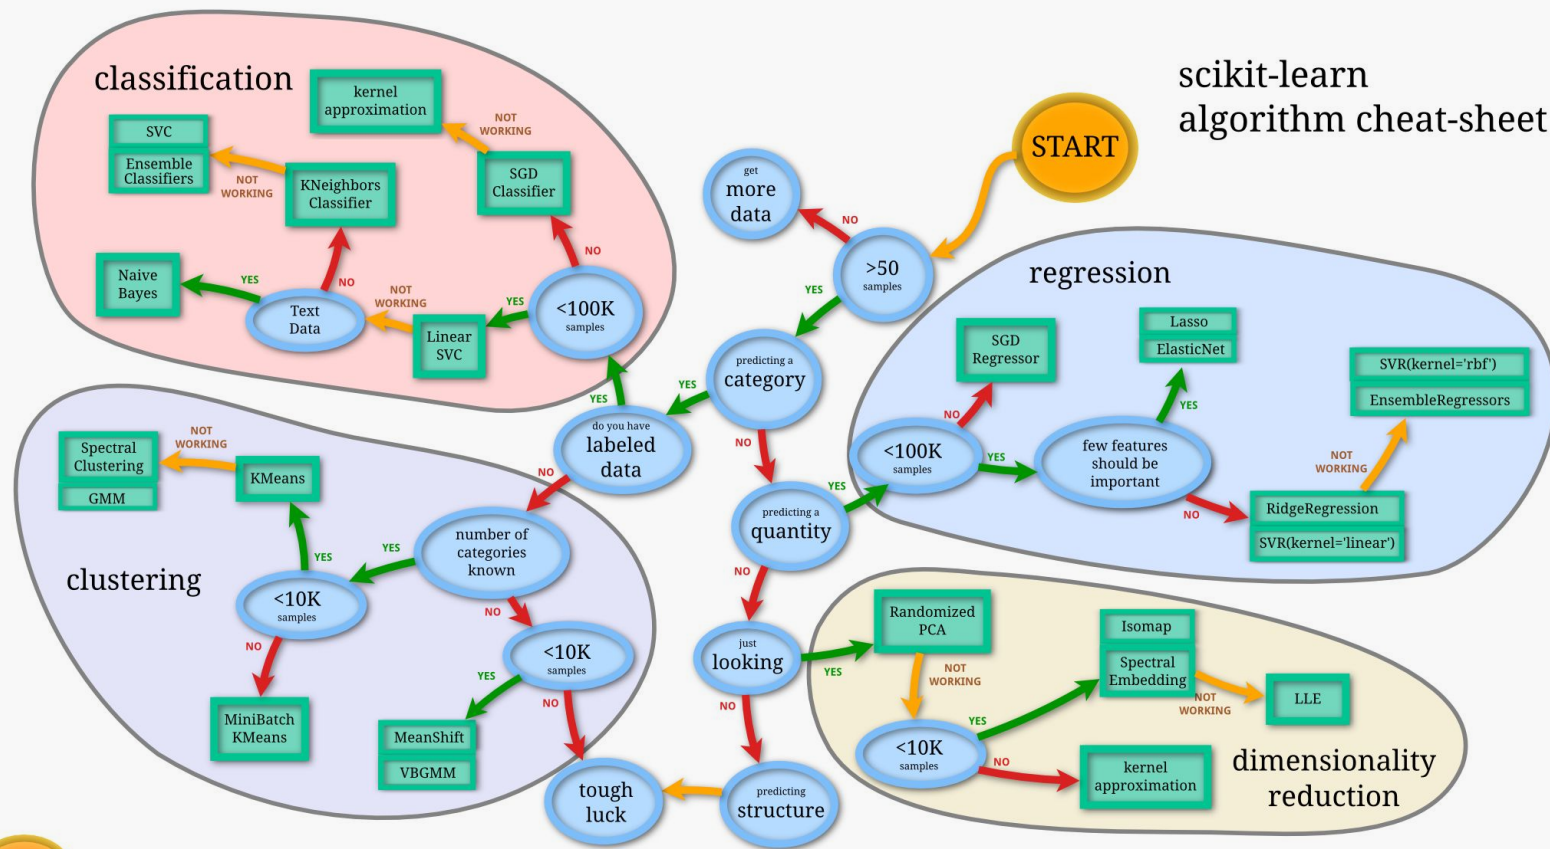 scikit-learn
algorithm cheat-sheet
START
get
more
data
NO
>50
samples
YES
predicting a
category
YES
NO
do you have
labeled
data
YES
NO
predicting a
quantity
YES
NO
just
looking
YES
NO
predicting
structure
tough
luck
classification
kernel
approximation
NOT
WORKING
SGD
Classifier
NO
<100K
samples
YES
Linear
SVC
NOT
WORKING
Text
Data
YES
Naive
Bayes
NO
KNeighbors
Classifier
NOT
WORKING
SVC
Ensemble
Classifiers
regression
<100K
samples
NO
SGD
Regressor
YES
few features
should be
important
YES
Lasso
ElasticNet
NO
RidgeRegression
SVR(kernel='linear')
NOT
WORKING
SVR(kernel='rbf')
EnsembleRegressors
clustering
number of
categories
known
YES
<10K
samples
YES
KMeans
NOT
WORKING
Spectral
Clustering
GMM
NO
MiniBatch
KMeans
NO
<10K
samples
YES
MeanShift
VBGMM
NO
dimensionality
reduction
Randomized
PCA
NOT
WORKING
<10K
samples
YES
Isomap
Spectral
Embedding
NOT
WORKING
LLE
NO
kernel
approximation